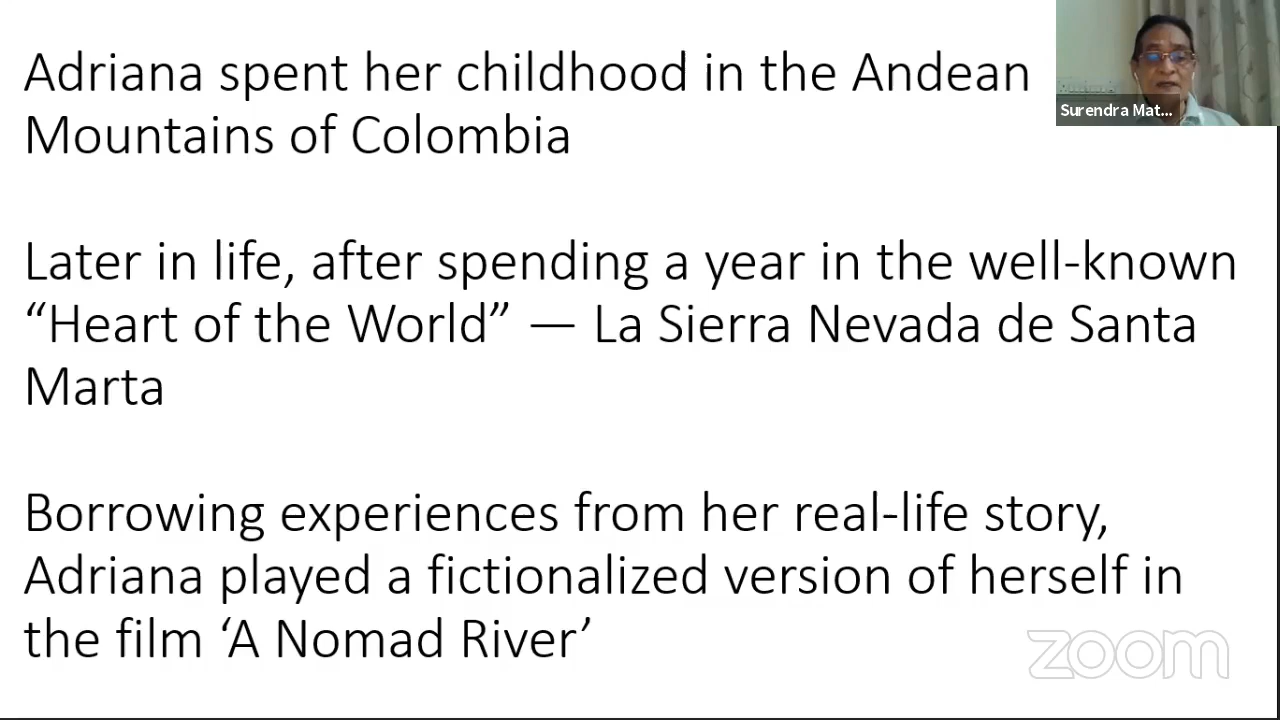 Adriana spent her childhood in the Andean
Mountains of Colombia
Surendra Mat...
Later in life, after spending a year in the well-known
“Heart of the World” — La Sierra Nevada de Santa
Marta
Borrowing experiences from her real-life story,
Adriana played a fictionalized version of herself in
the film ‘A Nomad River’
zoom